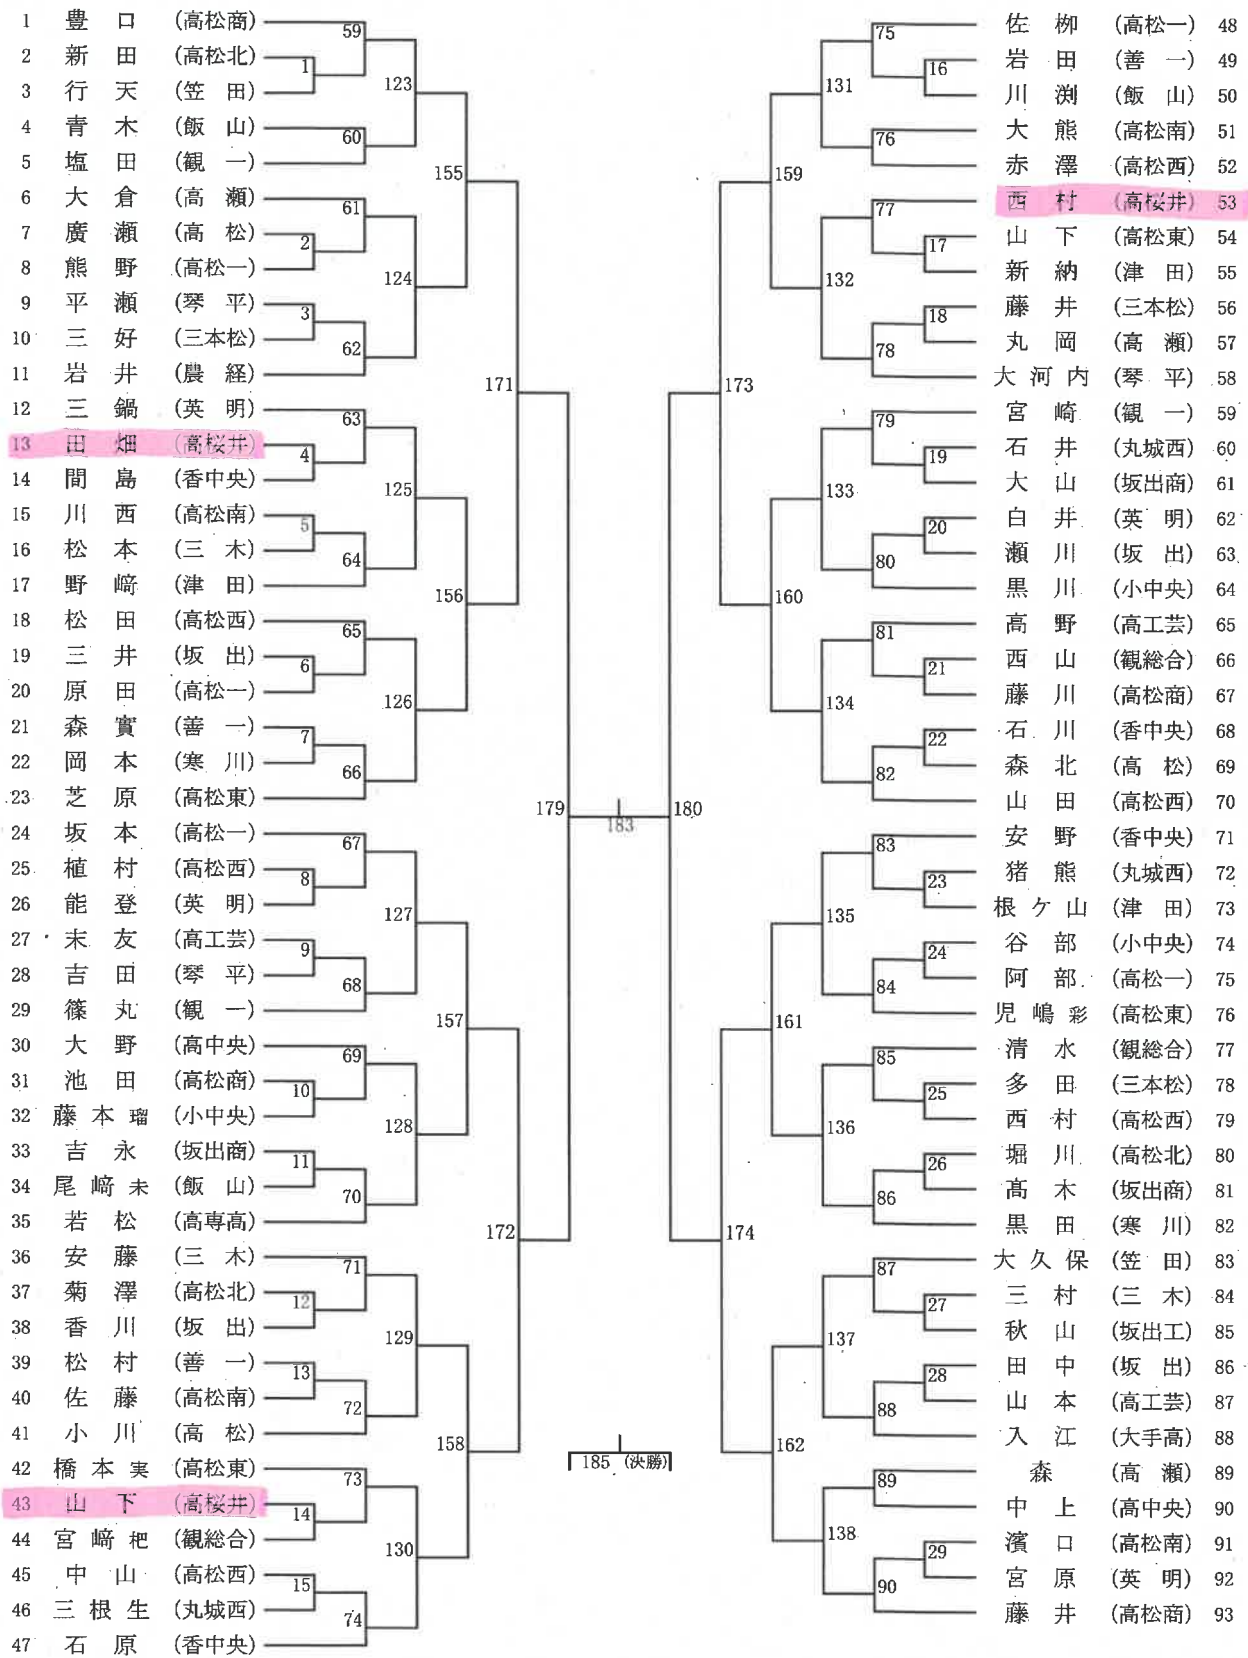 1 豊口 (高松商)
2 新田 (高松北)
3 行天 (笠田)
4 青木 (飯山)
5 塩田 (観一)
6 大倉 (高瀬)
7 廣瀬 (高松)
8 熊野 (高松一)
9 平瀬 (琴平)
10 三好 (三本松)
11 岩井 (農経)
12 三鍋 (英明)
13 田畑 (高桜井)
14 間島 (香中央)
15 川西 (高松南)
16 松本 (三木)
17 野﨑 (津田)
18 松田 (高松西)
19 三井 (坂出)
20 原田 (高松一)
21 森實 (善一)
22 岡本 (寒川)
23 芝原 (高松東)
24 坂本 (高松一)
25 植村 (高松西)
26 能登 (英明)
27 末友 (高工芸)
28 吉田 (琴平)
29 篠丸 (観一)
30 大野 (高中央)
31 池田 (高松商)
32 藤本瑠 (小中央)
33 吉永 (坂出商)
34 尾﨑未 (飯山)
35 若松 (高専高)
36 安藤 (三木)
37 菊澤 (高松北)
38 香川 (坂出)
39 松村 (善一)
40 佐藤 (高松南)
41 小川 (高松)
42 橋本実 (高松東)
43 山下 (高桜井)
44 宮﨑杷 (観総合)
45 中山 (高松西)
46 三根生 (丸城西)
47 石原 (香中央)
59
1
123
60
155
61
2
124
3
62
171
63
4
125
5
64
156
65
6
126
7
66
179
67
8
127
9
68
157
69
10
128
11
70
172
71
12
129
13
72
158
73
14
130
15
74
183
185 (決勝)
180
75
16
131
76
159
77
17
132
18
78
173
79
19
133
20
80
160
81
21
134
22
82
83
23
135
24
84
161
85
25
136
26
86
174
87
27
137
28
88
162
89
138
29
90
佐栁 (高松一) 48
岩田 (善一) 49
川渕 (飯山) 50
大熊 (高松南) 51
赤澤 (高松西) 52
西村 (高桜井) 53
山下 (高松東) 54
新納 (津田) 55
藤井 (三本松) 56
丸岡 (高瀬) 57
大河内 (琴平) 58
宮崎 (観一) 59
石井 (丸城西) 60
大山 (坂出商) 61
白井 (英明) 62
瀬川 (坂出) 63
黒川 (小中央) 64
高野 (高工芸) 65
西山 (観総合) 66
藤川 (高松商) 67
石川 (香中央) 68
森北 (高松) 69
山田 (高松西) 70
安野 (香中央) 71
猪熊 (丸城西) 72
根ケ山 (津田) 73
谷部 (小中央) 74
阿部 (高松一) 75
児嶋彩 (高松東) 76
清水 (観総合) 77
多田 (三本松) 78
西村 (高松西) 79
堀川 (高松北) 80
髙木 (坂出商) 81
黒田 (寒川) 82
大久保 (笠田) 83
三村 (三木) 84
秋山 (坂出工) 85
田中 (坂出) 86
山本 (高工芸) 87
入江 (大手高) 88
森 (高瀬) 89
中上 (高中央) 90
濱口 (高松南) 91
宮原 (英明) 92
藤井 (高松商) 93